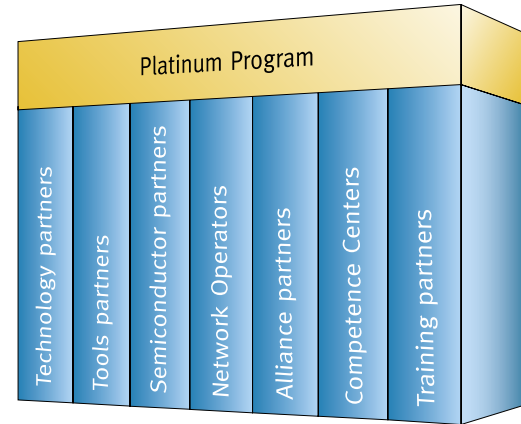 Platinum Program
Technology partners
Tools partners
Semiconductor partners
Network Operators
Alliance partners
Competence Centers
Training partners